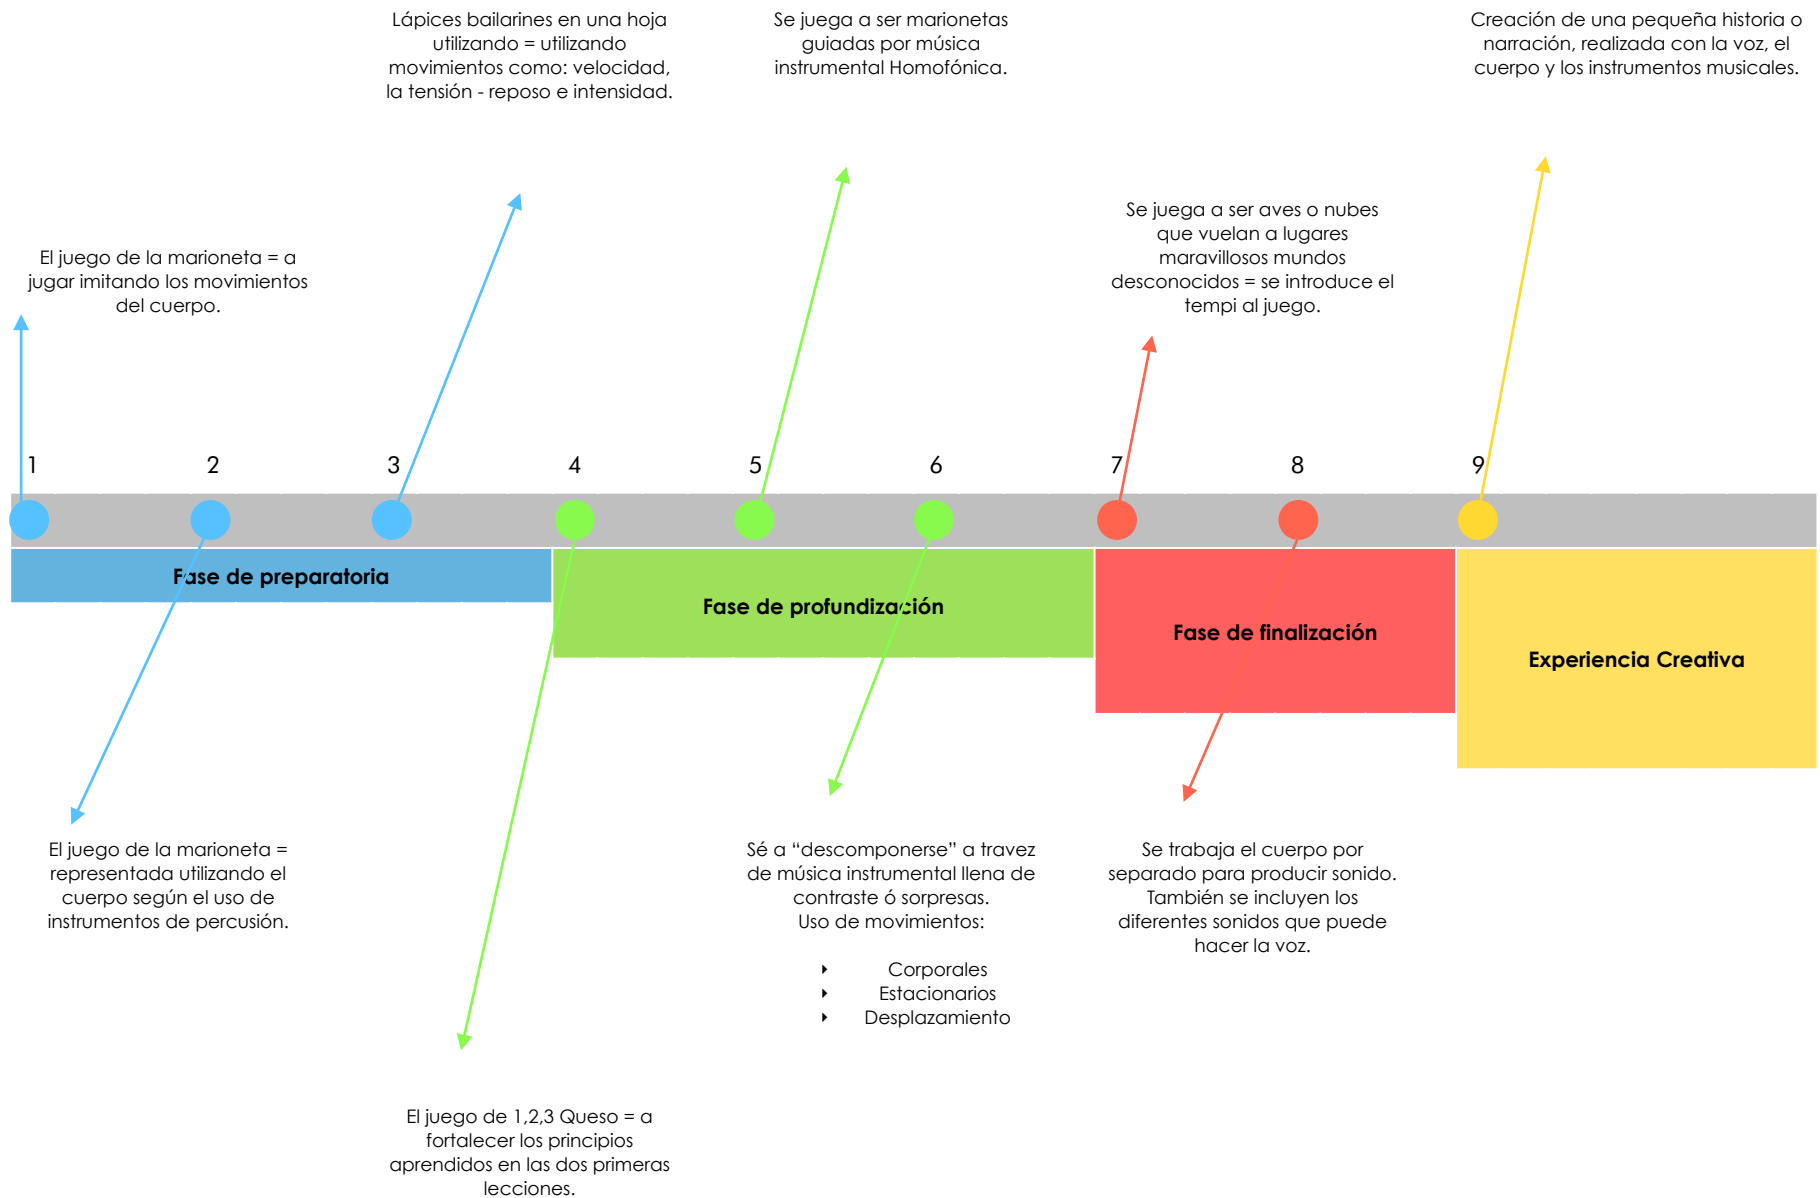 Lápices bailarines en una hoja
utilizando = utilizando
movimientos como: velocidad,
la tensión - reposo e intensidad.
Se juega a ser marionetas
guiadas por música
instrumental Homofónica.
Creación de una pequeña historia o
narración, realizada con la voz, el
cuerpo y los instrumentos musicales.
Se juega a ser aves o nubes
que vuelan a lugares
maravillosos mundos
desconocidos = se introduce el
tempi al juego.
El juego de la marioneta = a
jugar imitando los movimientos
del cuerpo.
1
2
3
4
5
6
7
8
9
Fase de preparatoria
Fase de profundización
Fase de finalización
Experiencia Creativa
El juego de la marioneta =
representada utilizando el
cuerpo según el uso de
instrumentos de percusión.
Sé a “descomponerse” a travez
de música instrumental llena de
contraste ó sorpresas.
Uso de movimientos:
‣ Corporales
‣ Estacionarios
‣ Desplazamiento
Se trabaja el cuerpo por
separado para producir sonido.
También se incluyen los
diferentes sonidos que puede
hacer la voz.
El juego de 1,2,3 Queso = a
fortalecer los principios
aprendidos en las dos primeras
lecciones.